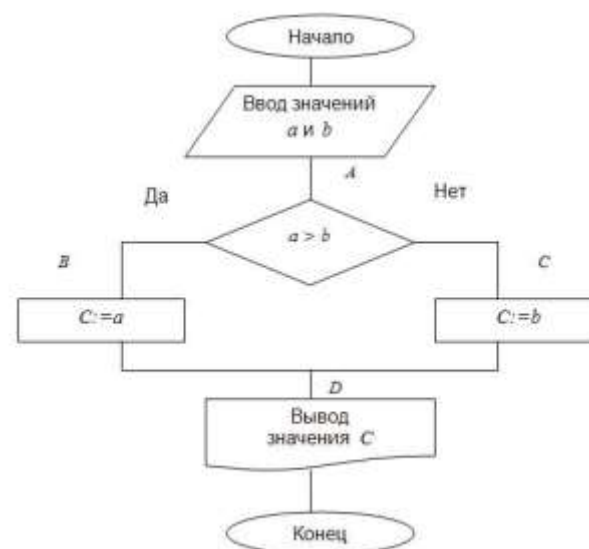 Начало
Ввод значений
a и b
A
Да
Нет
a > b
B
C
C:=a
C:=b
D
Вывод
значения C
Конец